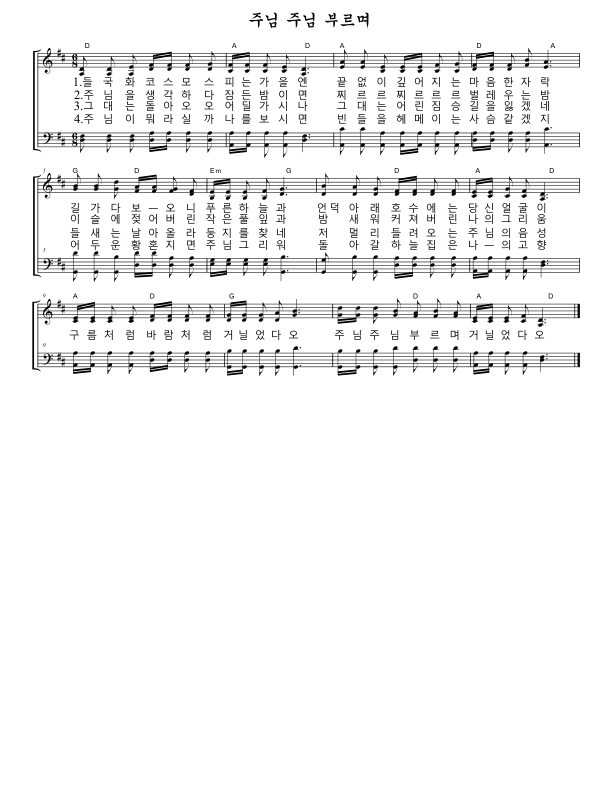 주님 주님 부르며
D A D A D A
1.들 국 화 코 스 모 스 피 는 가 을 엔 끝 없 이 깊 어 지 는 마 음 한 자 락
2.주 님 을 생 각 하 다 잠 든 밤 이 면 찌 르 르 찌 르 르 르 벌 레 우 는 밤
3.그 대 는 돌 아 오 오 어 딜 가 시 나 그 대 는 어 린 짐 승 길 을 잃 겠 네
4.주 님 이 뭐 라 실 까 나 를 보 시 면 빈 들 을 헤 메 이 는 사 슴 같 겠 지
G D Em G D A D
길 가 다 보 — 오 니 푸 른 하 늘 과 언 덕 아 래 호 수 에 는 당 신 얼 굴 이
이 슬 에 젖 어 버 린 작 은 풀 잎 과 밤 새 워 커 져 버 린 나 의 그 리 움
들 새 는 날 아 올 라 둥 지 를 찾 네 저 멀 리 들 려 오 는 주 님 의 음 성
어 두 운 황 혼 지 면 주 님 그 리 워 돌 아 갈 하 늘 집 은 나 — 의 고 향
5
9
A D G D A D
구 름 처 럼 바 람 처 럼 거 닐 었 다 오 주 님 주 님 부 르 며 거 닐 었 다 오
9